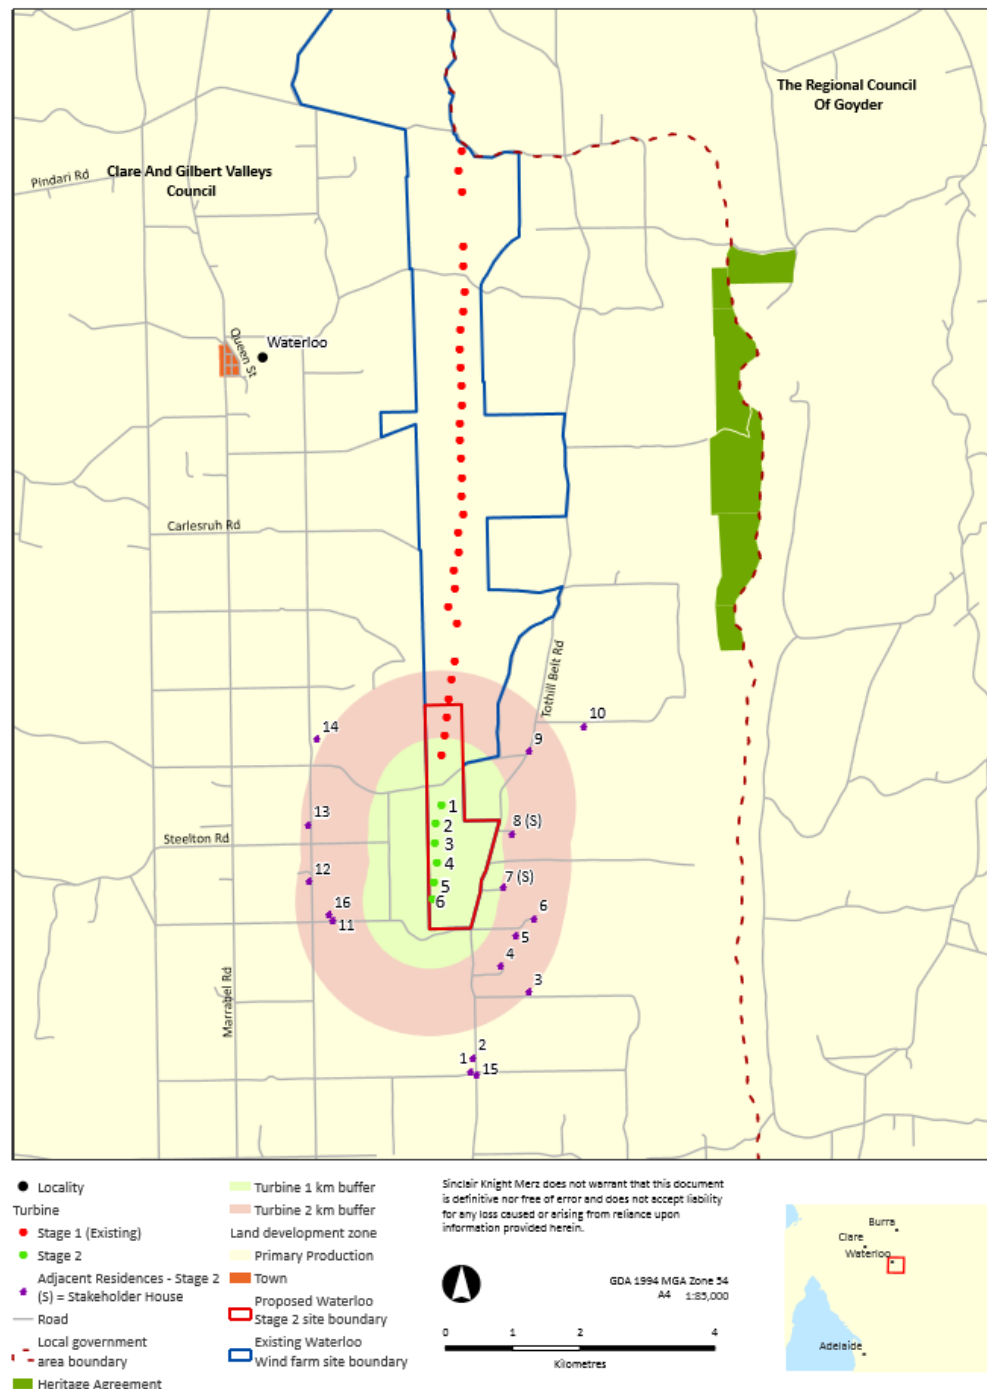 The Regional Council
Of Goyder
Clare And Gilbert Valleys
Council
Pindari Rd
Queen St
Waterloo
Carlesruh Rd
Tothill Belt Rd
10
14
9
1
13
2
8 (S)
Steelton Rd
3
4
12
5
7 (S)
6
16
11
6
5
4
3
Marrabel Rd
2
1
15
Locality
Turbine
Stage 1 (Existing)
Stage 2
Adjacent Residences - Stage 2
(S) = Stakeholder House
Road
Local government
area boundary
Heritage Agreement
Turbine 1 km buffer
Turbine 2 km buffer
Land development zone
Primary Production
Town
Proposed Waterloo
Stage 2 site boundary
Existing Waterloo
Wind farm site boundary
Sinclair Knight Merz does not warrant that this document
is definitive nor free of error and does not accept liability
for any loss caused or arising from reliance upon
information provided herein.
GDA 1994 MGA Zone 54
A4 1:85,000
0 1 2 4
Kilometres
Burra
Clare
Waterloo
Adelaide